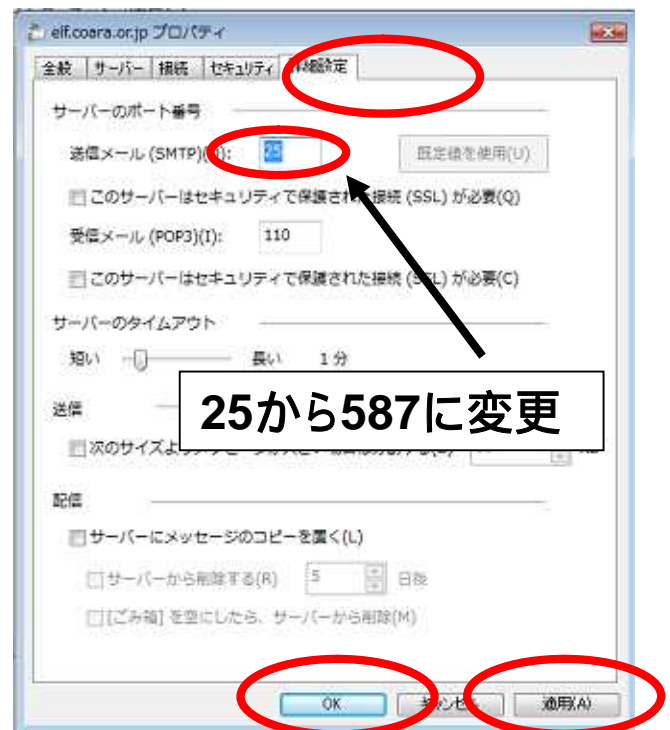 elf.coara.or.jp プロパティ
全般 サーバー 接続 セキュリティ 詳細設定
サーバーのポート番号
送信メール (SMTP)(O): 25 既定値を使用(U)
このサーバーはセキュリティで保護された接続 (SSL) が必要(Q)
受信メール (POP3)(I): 110
このサーバーはセキュリティで保護された接続 (SSL) が必要(C)
サーバーのタイムアウト
短い 長い 1 分
25から587に変更
送信
次のサイズより
配信
サーバーにメッセージのコピーを置く(L)
サーバーから削除する(R) 5 日後
[ごみ箱] を空にしたら、サーバーから削除(M)
OK キャンセル 適用(A)